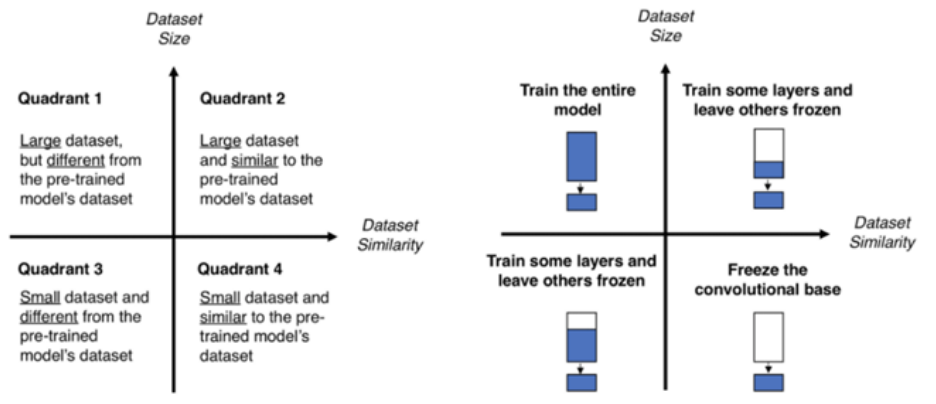 Dataset
Size
Quadrant 1
Large dataset,
but different from
the pre-trained
model's dataset
Quadrant 2
Large dataset
and similar to the
pre-trained
model's dataset
Dataset
Similarity
Quadrant 3
Small dataset and
different from the
pre-trained
model's dataset
Quadrant 4
Small dataset and
similar to the pre-
trained model's
dataset
Dataset
Size
Train the entire
model
Train some layers and
leave others frozen
Dataset
Similarity
Train some layers and
leave others frozen
Freeze the
convolutional base